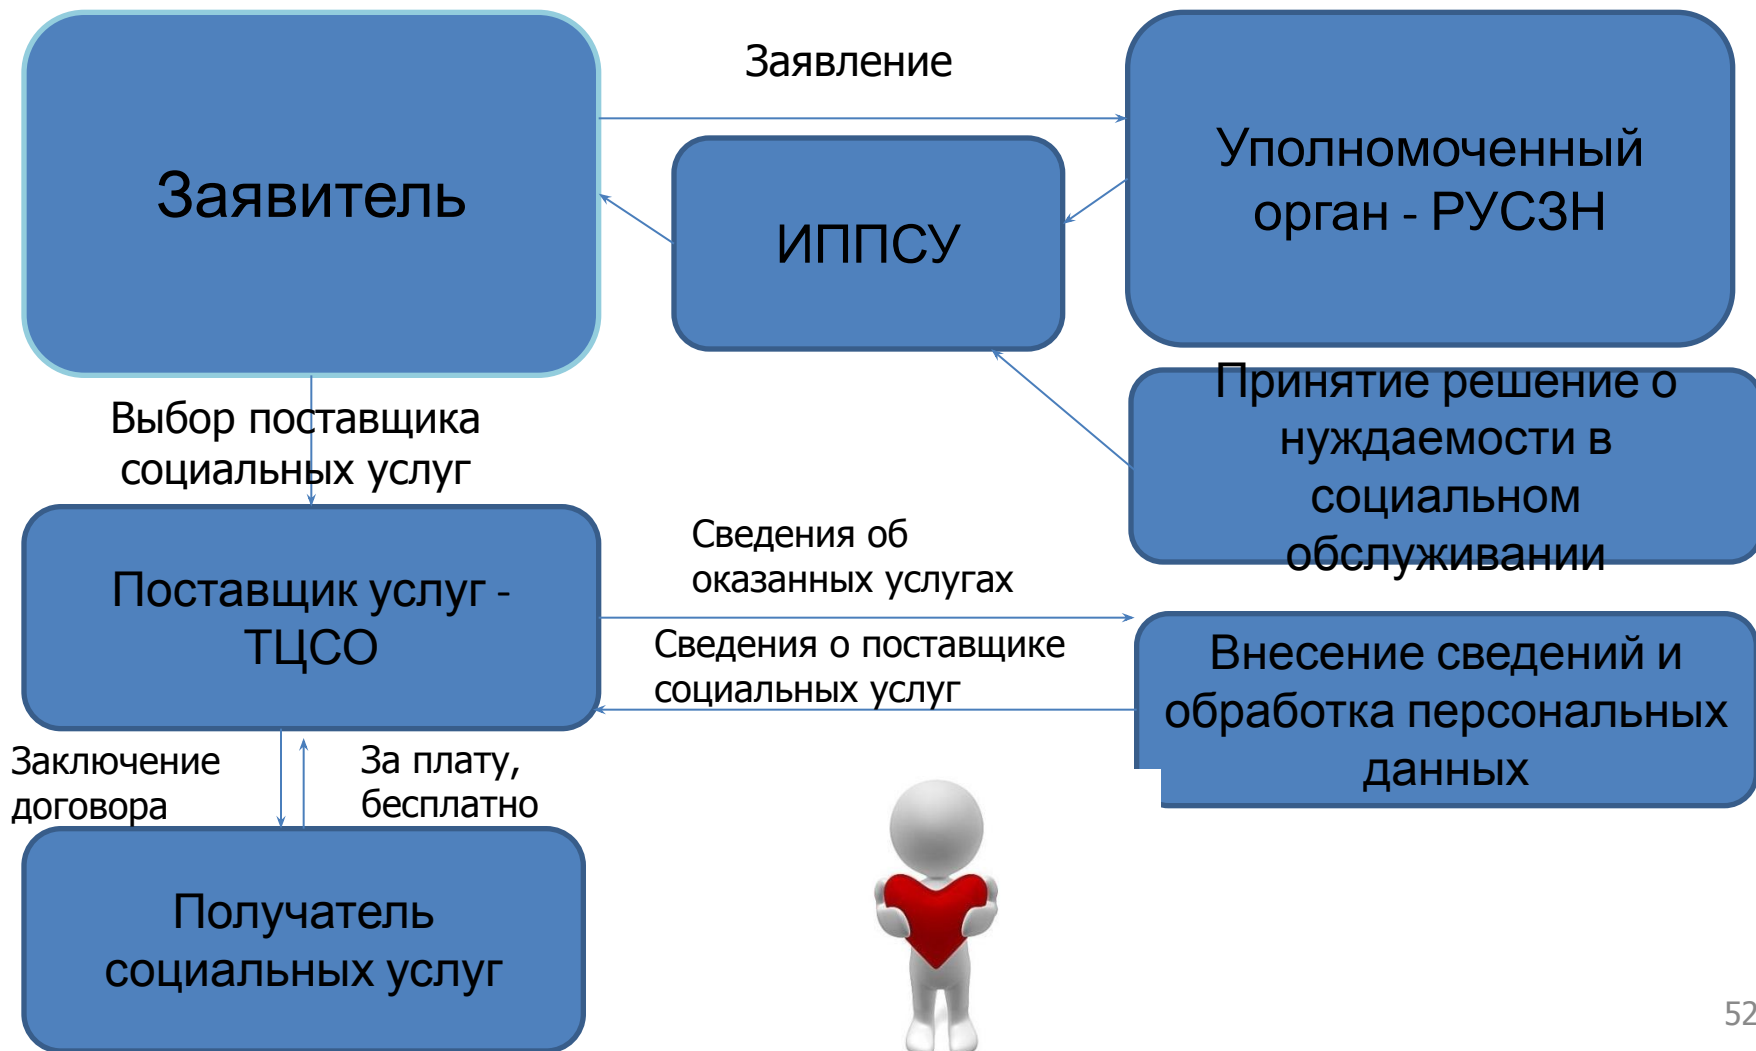 Заявление
Заявитель
Уполномоченный
орган - РУСЗН
ИППСУ
Принятие решение о
нуждаемости в
социальном
обслуживании
Выбор поставщика
социальных услуг
Поставщик услуг -
ТЦСО
Сведения об
оказанных услугах
Сведения о поставщике
социальных услуг
Внесение сведений и
обработка персональных
данных
Заключение
договора
За плату,
бесплатно
Получатель
социальных услуг
52